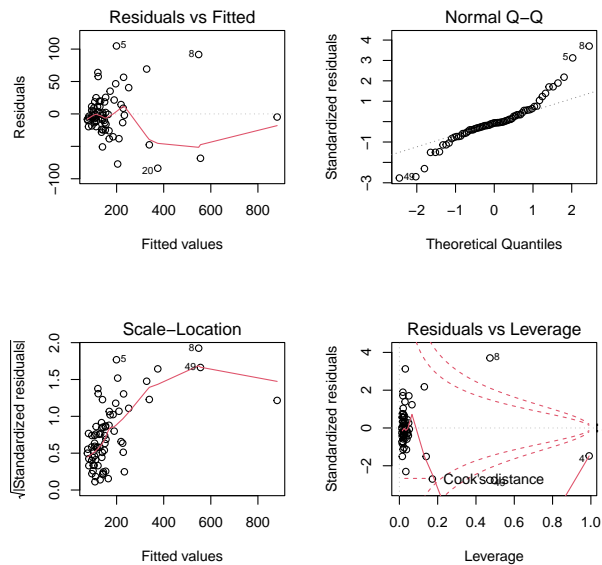 Residuals vs Fitted
Residuals
100
50
0
−100
5
8
20
200 400 600 800
Fitted values
Normal Q−Q
Standardized residuals
4
3
1
−1
−3
8
5
49
−2 −1 0 1 2
Theoretical Quantiles
Scale−Location
√|Standardized residuals|
2.0
1.5
1.0
0.5
0.0
8
5
49
200 400 600 800
Fitted values
Residuals vs Leverage
Standardized residuals
4
2
0
−2
8
4
Cook's distance
49
0.0 0.2 0.4 0.6 0.8 1.0
Leverage